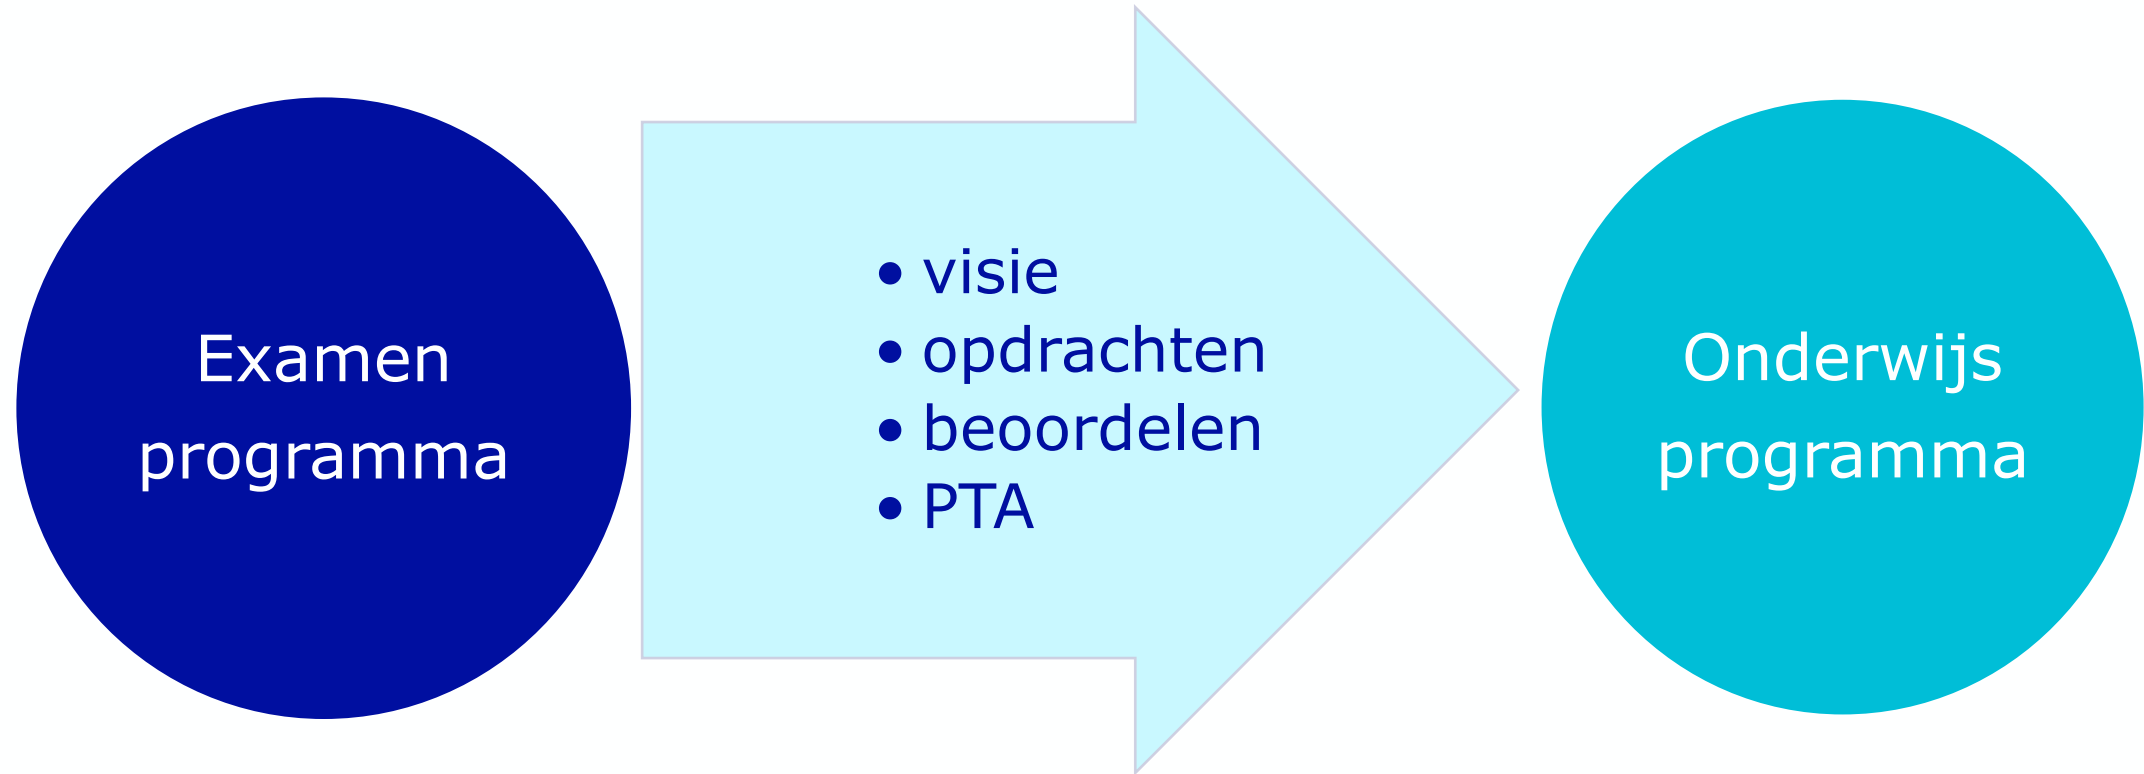 Examen
programma
• visie
• opdrachten
• beoordelen
• PTA
Onderwijs
programma